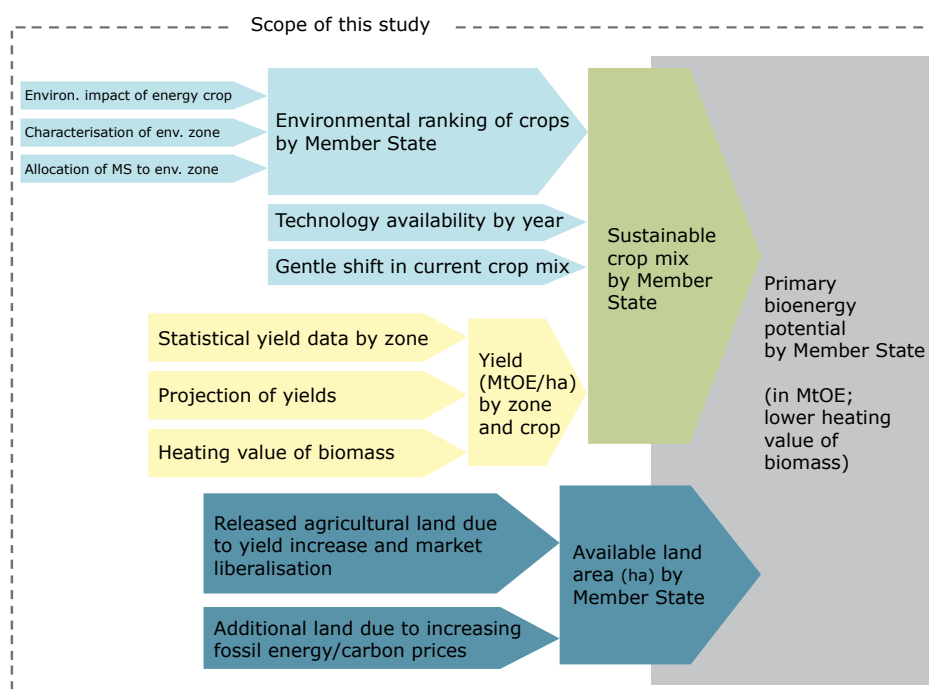 Scope of this study
Environ. impact of energy crop
Characterisation of env. zone
Allocation of MS to env. zone
Environmental ranking of crops
by Member State
Technology availability by year
Gentle shift in current crop mix
Sustainable
crop mix
by Member
State
Statistical yield data by zone
Projection of yields
Heating value of biomass
Yield
(MtOE/ha)
by zone
and crop
Primary
bioenergy
potential
by Member State
(in MtOE;
lower heating
value of
biomass)
Released agricultural land due
to yield increase and market
liberalisation
Additional land due to increasing
fossil energy/carbon prices
Available land
area (ha) by
Member State